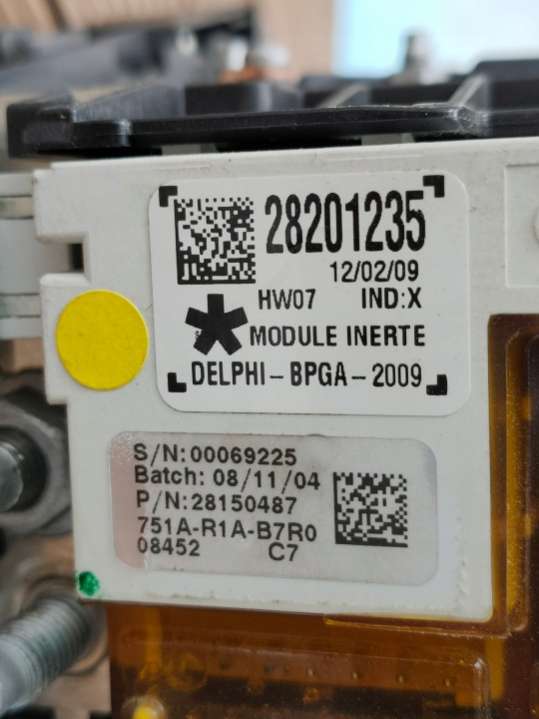 28201235
12/02/09
HW07 IND:X
MODULE INERTE
DELPHI-BPGA-2009
S/N:00069225
Batch: 08/11/04
P/N:28150487
751A-R1A-B7R0
08452 C7